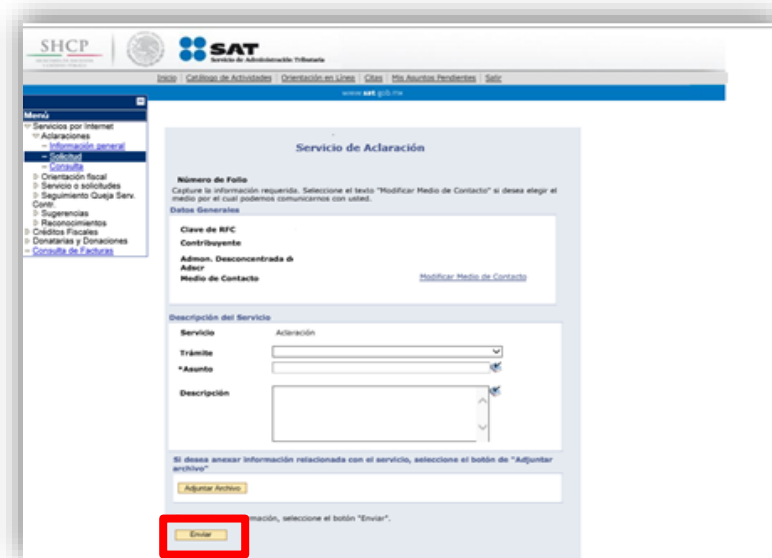 SHCP
SAT
Servicio de Administración Tributaria
Inicio | Catálogo de Actividades | Orientación en Línea | Citas | Mis Asuntos Pendientes | Salir
www.sat.gob.mx
Menú
Servicios por Internet
Aclaraciones
Información general
Solicitud
Consulta
Orientación fiscal
Servicio o solicitudes
Seguimiento Queja Serv.
Contr.
Sugerencias
Reconocimientos
Créditos Fiscales
Donatarias y Donaciones
Consulta de Facturas
Servicio de Aclaración
Número de Folio
Capture la información requerida. Seleccione el texto "Modificar Medio de Contacto" si desea elegir el
medio por el cual podemos comunicarnos con usted.
Datos Generales
Clave de RFC
Contribuyente
Admon. Desconcentrada de
Adscr
Medio de Contacto
Modificar Medio de Contacto
Descripción del Servicio
Servicio Aclaración
Trámite
*Asunto
Descripción
Si desea anexar información relacionada con el servicio, seleccione el botón de "Adjuntar
archivo"
Adjuntar Archivo
mación, seleccione el botón "Enviar".
Enviar